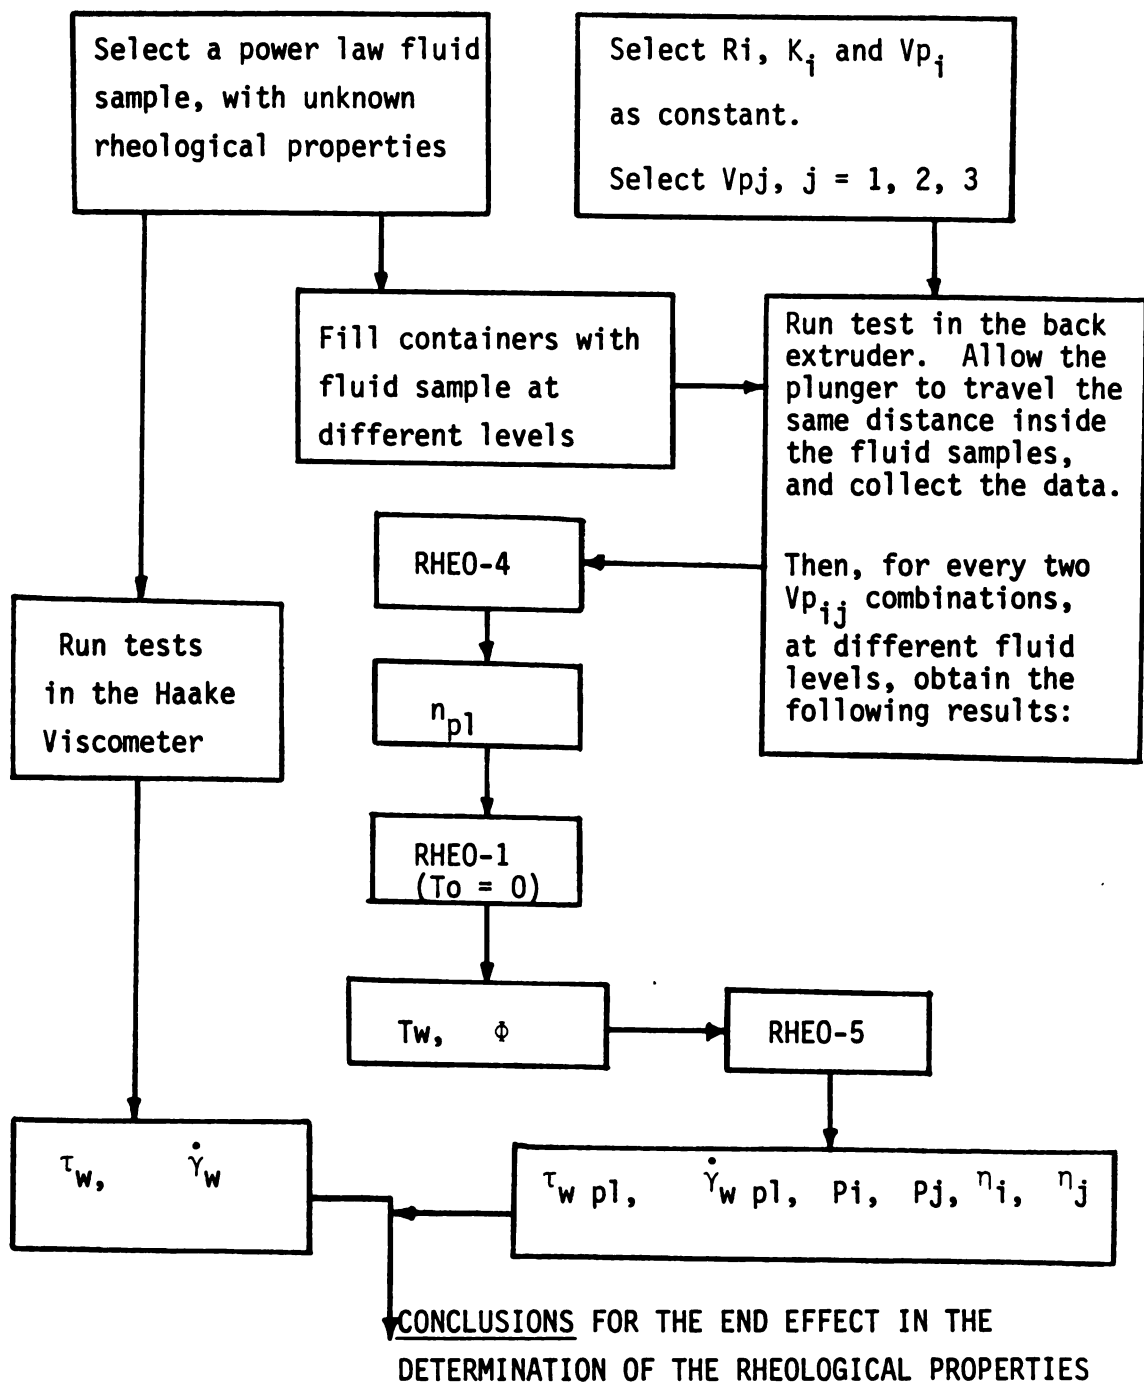 Select a power law fluid
sample, with unknown
rheological properties
Select Ri, Ki and Vpi
as constant.
Select Vpj, j = 1, 2, 3
Fill containers with
fluid sample at
different levels
Run test in the back
extruder. Allow the
plunger to travel the
same distance inside
the fluid samples,
and collect the data.
Then, for every two
Vpij combinations,
at different fluid
levels, obtain the
following results:
RHEO-4
npl
Run tests
in the Haake
Viscometer
RHEO-1
(To = 0)
Tw, Φ
RHEO-5
τw, γ̇w
τw pl, γ̇w pl, Pi, Pj, ηi, ηj
CONCLUSIONS FOR THE END EFFECT IN THE
DETERMINATION OF THE RHEOLOGICAL PROPERTIES